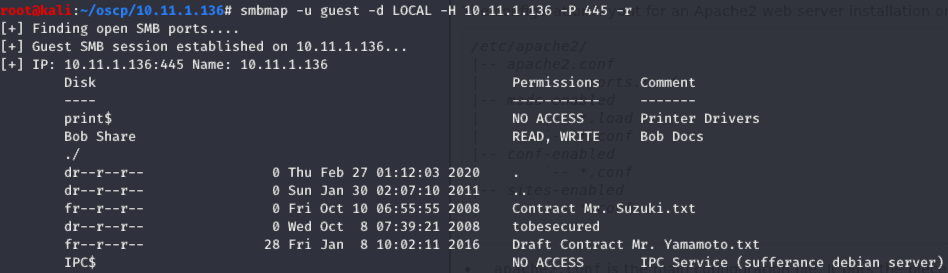 root@kali:~/oscp/10.11.1.136# smbmap -u guest -d LOCAL -H 10.11.1.136 -P 445 -r
[+] Finding open SMB ports....
[+] Guest SMB session established on 10.11.1.136...
[+] IP: 10.11.1.136:445 Name: 10.11.1.136
Disk Permissions Comment
---- ----------- -------
print$ NO ACCESS Printer Drivers
Bob Share READ, WRITE Bob Docs
./
dr--r--r-- 0 Thu Feb 27 01:12:03 2020 .
dr--r--r-- 0 Sun Jan 30 02:07:10 2011 ..
fr--r--r-- 0 Fri Oct 10 06:55:55 2008 Contract Mr. Suzuki.txt
dr--r--r-- 0 Wed Oct 8 07:39:21 2008 tobesecured
fr--r--r-- 28 Fri Jan 8 10:02:11 2016 Draft Contract Mr. Yamamoto.txt
IPC$ NO ACCESS IPC Service (sufferance debian server)
for an Apache2 web server installation on
/etc/apache2/
|-- apache2.conf
|-- conf-enabled
*.conf